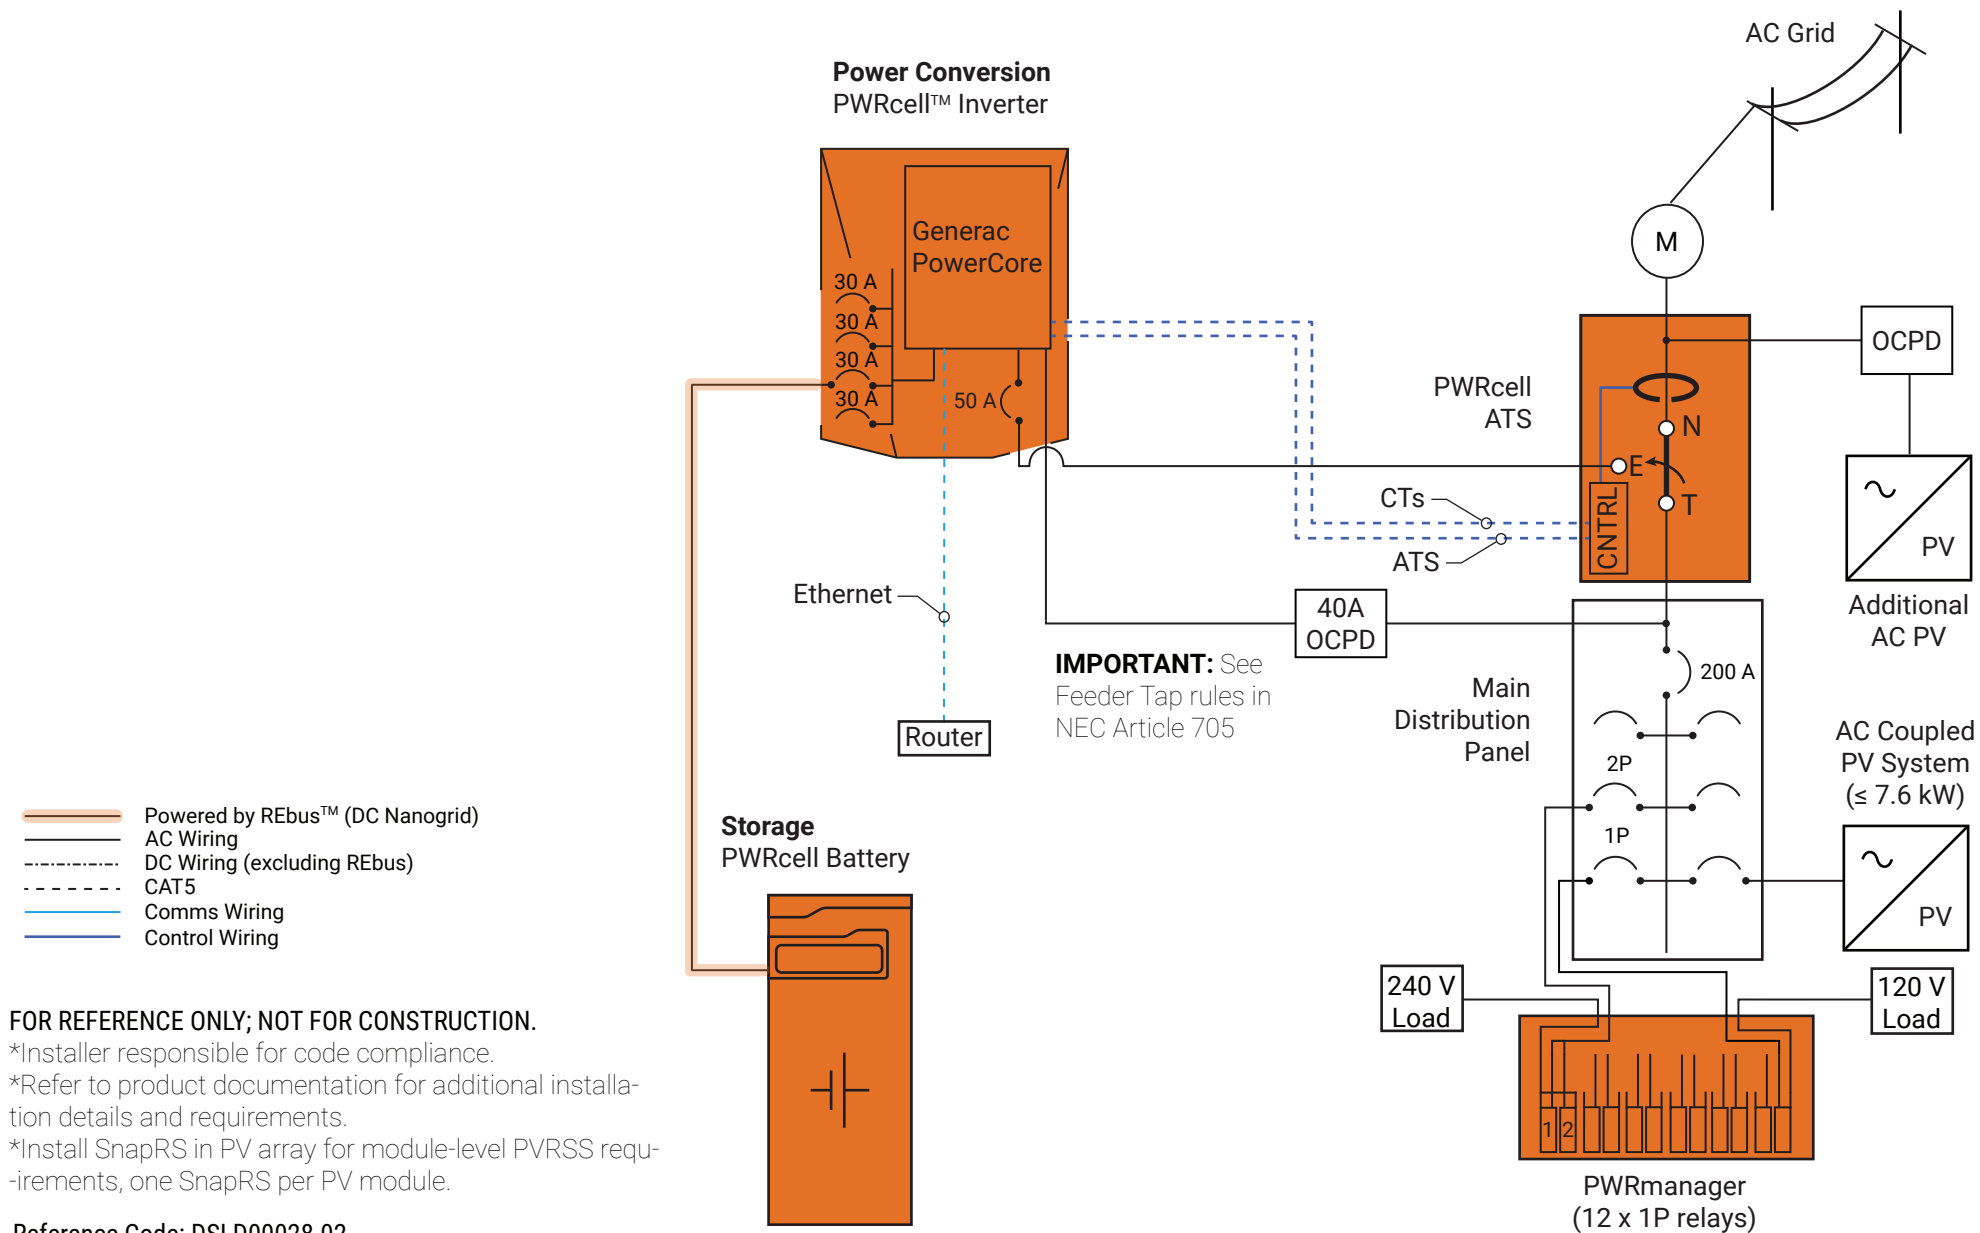 AC Grid
Power Conversion
PWRcell™ Inverter
Generac
PowerCore
30 A
30 A
30 A
30 A
50 A
M
OCPD
PWRcell
ATS
N
E
T
CNTRL
CTs
ATS
PV
Additional
AC PV
Ethernet
40A
OCPD
IMPORTANT: See
Feeder Tap rules in
NEC Article 705
Router
Main
Distribution
Panel
200 A
2P
1P
AC Coupled
PV System
(≤ 7.6 kW)
PV
Powered by REbus™ (DC Nanogrid)
AC Wiring
DC Wiring (excluding REbus)
CAT5
Comms Wiring
Control Wiring
Storage
PWRcell Battery
240 V
Load
120 V
Load
1 2
PWRmanager
(12 x 1P relays)
FOR REFERENCE ONLY; NOT FOR CONSTRUCTION.
*Installer responsible for code compliance.
*Refer to product documentation for additional installa-
tion details and requirements.
*Install SnapRS in PV array for module-level PVRSS requ-
-irements, one SnapRS per PV module.
Reference Code: DSLD00028-02